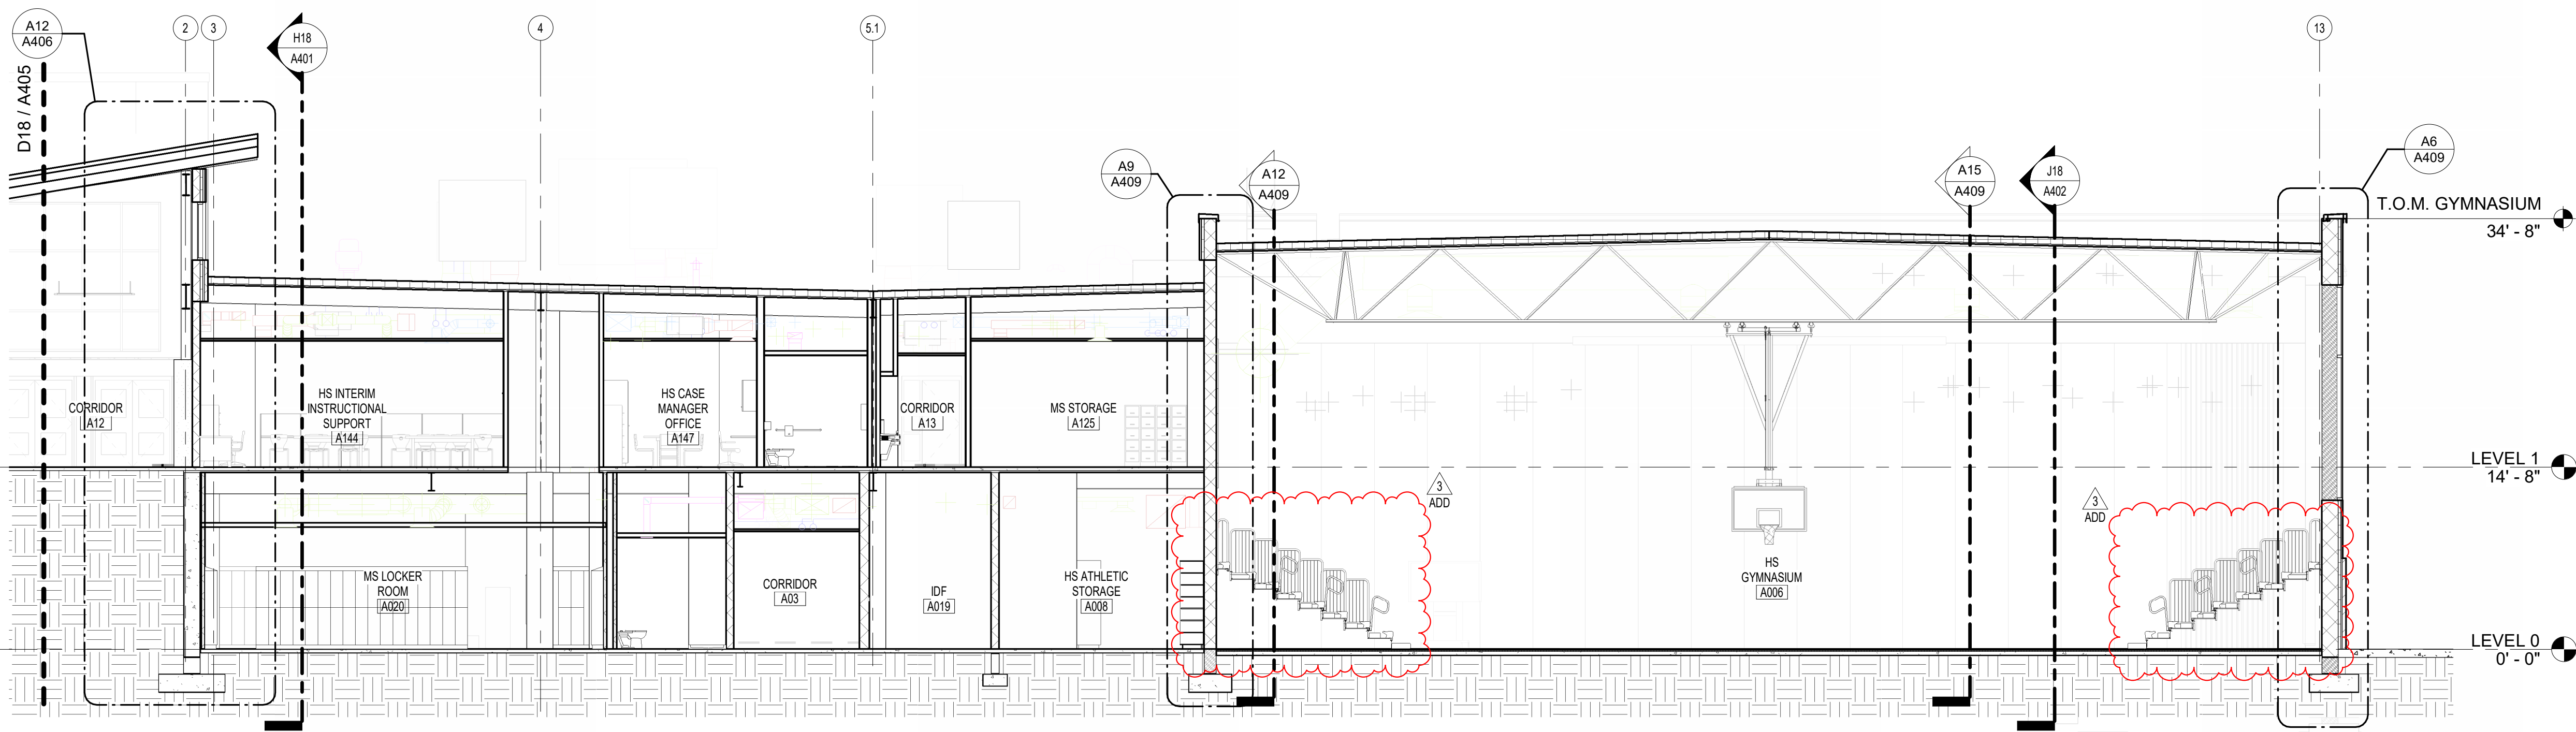 A12
A406
D18 / A405
2
3
H18
A401
4
5.1
13
A9
A409
A12
A409
A15
A409
J18
A402
A6
A409
T.O.M. GYMNASIUM
34' - 8"
CORRIDOR
A12
HS INTERIM
INSTRUCTIONAL
SUPPORT
A144
HS CASE
MANAGER
OFFICE
A147
CORRIDOR
A13
MS STORAGE
A125
LEVEL 1
14' - 8"
3
ADD
3
ADD
MS LOCKER
ROOM
A020
CORRIDOR
A03
IDF
A019
HS ATHLETIC
STORAGE
A008
HS
GYMNASIUM
A006
LEVEL 0
0' - 0"